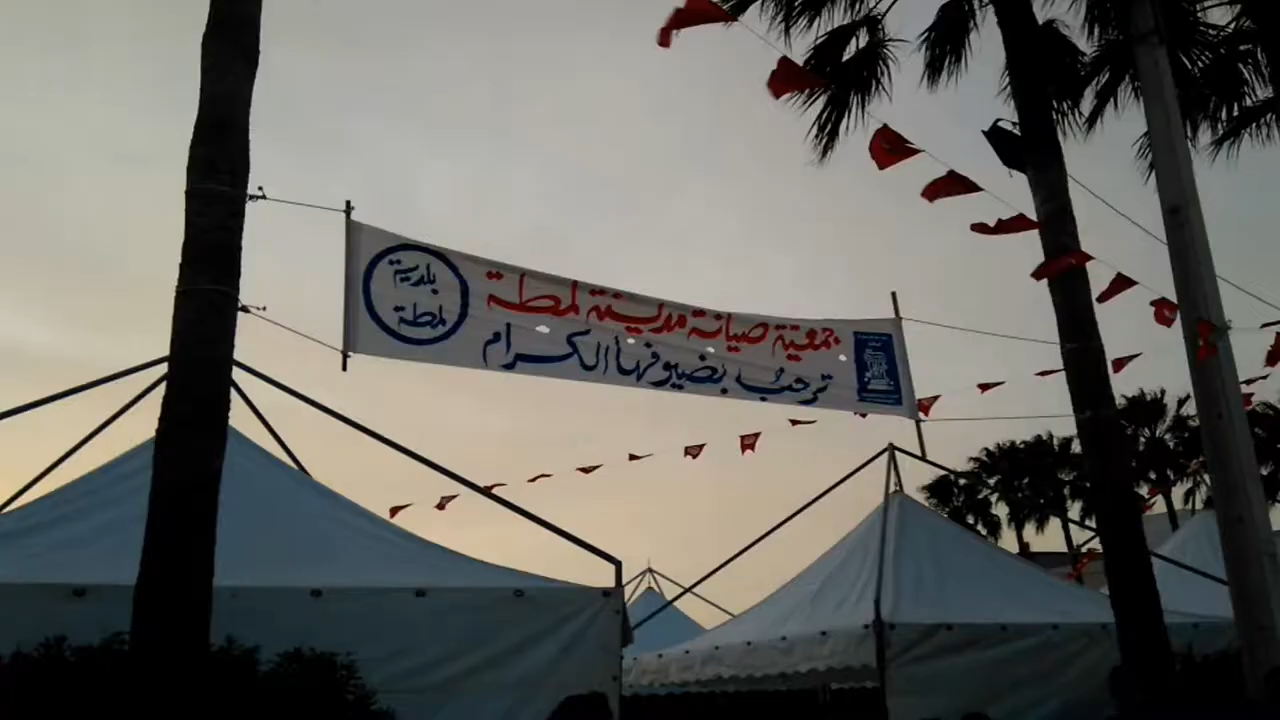 جمعية صيانة مدينة لمطة
ترحب بضيوفها الكرام
بلدية
لمطة